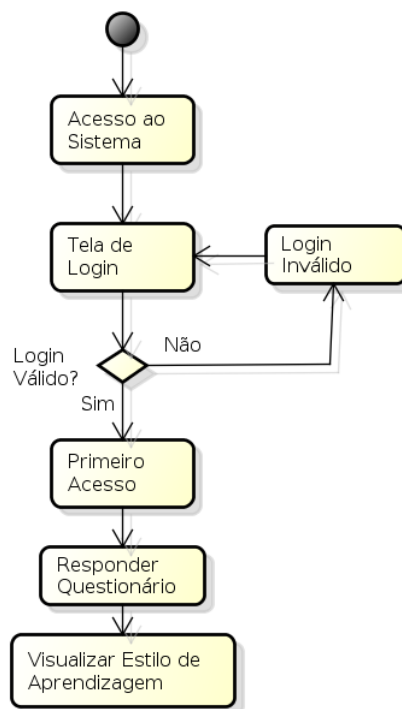 Acesso ao
Sistema
Tela de
Login
Login
Inválido
Login
Válido?
Não
Sim
Primeiro
Acesso
Responder
Questionário
Visualizar Estilo de
Aprendizagem